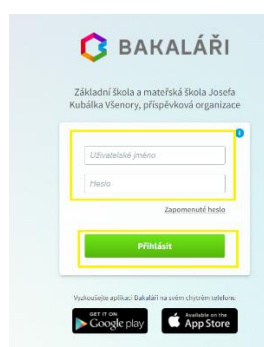 BAKALÁŘI
Základní škola a mateřská škola Josefa
Kubálka Všenory, příspěvková organizace
i
Uživatelské jméno
Heslo
Zapomenuté heslo
Přihlásit
Vyzkoušejte aplikaci Bakaláři na svém chytrém telefonu
GET IT ON
Google play
Available on the
App Store